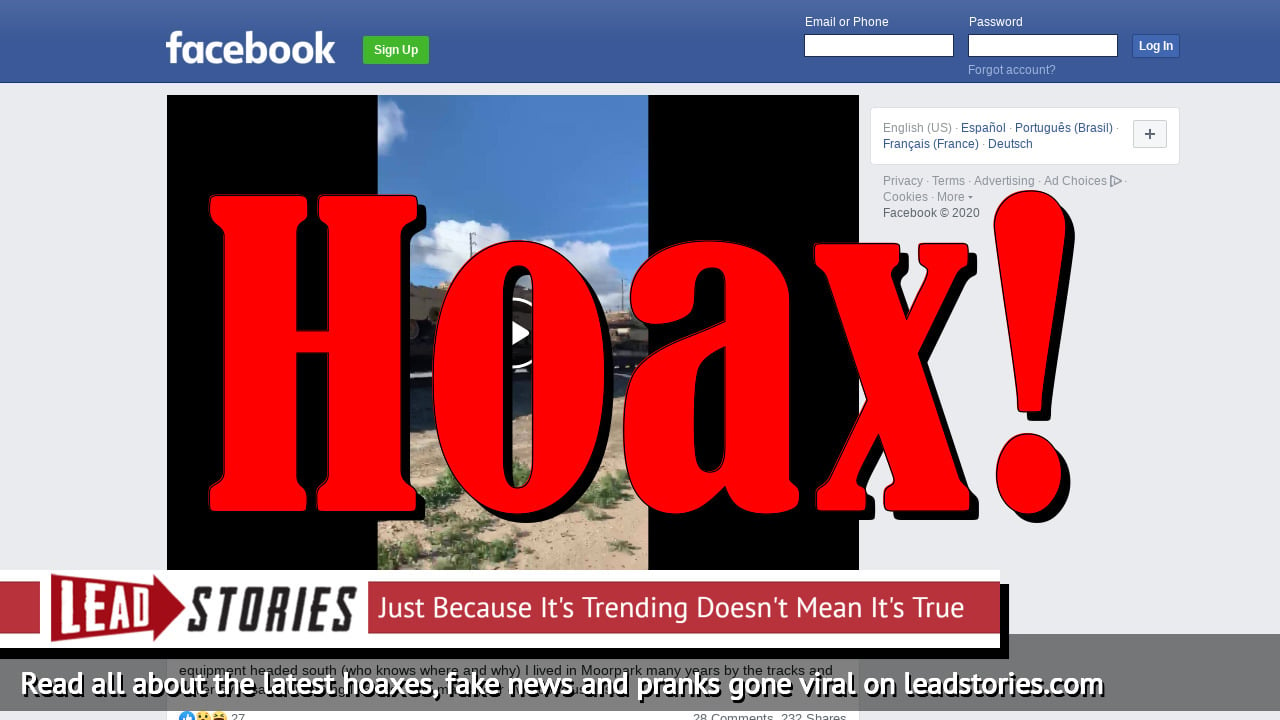 Email or Phone
Password
facebook
Sign Up
Log In
Forgot account?
English (US) · Español · Português (Brasil) ·
Français (France) · Deutsch
Privacy · Terms · Advertising · Ad Choices ·
Cookies · More
Facebook © 2020
Hoax!
LEAD STORIES
Just Because It's Trending Doesn't Mean It's True
equipment headed south (who knows where and why) I lived in Moorpark many years by the tracks and
Read all about the latest hoaxes, fake news and pranks gone viral on leadstories.com
27
28 Comments 232 Shares